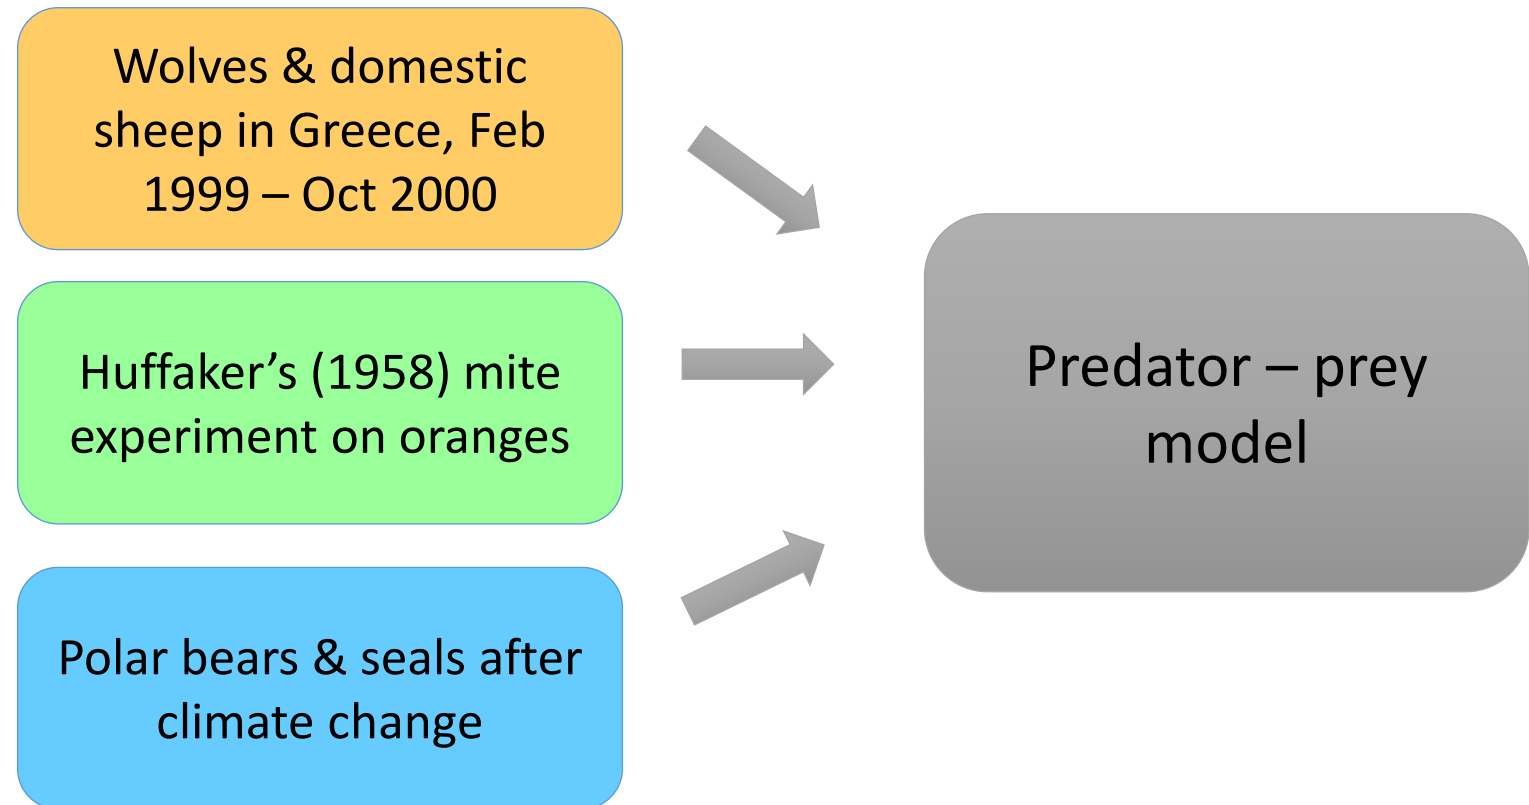 Wolves & domestic
sheep in Greece, Feb
1999 – Oct 2000
Huffaker’s (1958) mite
experiment on oranges
Polar bears & seals after
climate change
Predator – prey
model